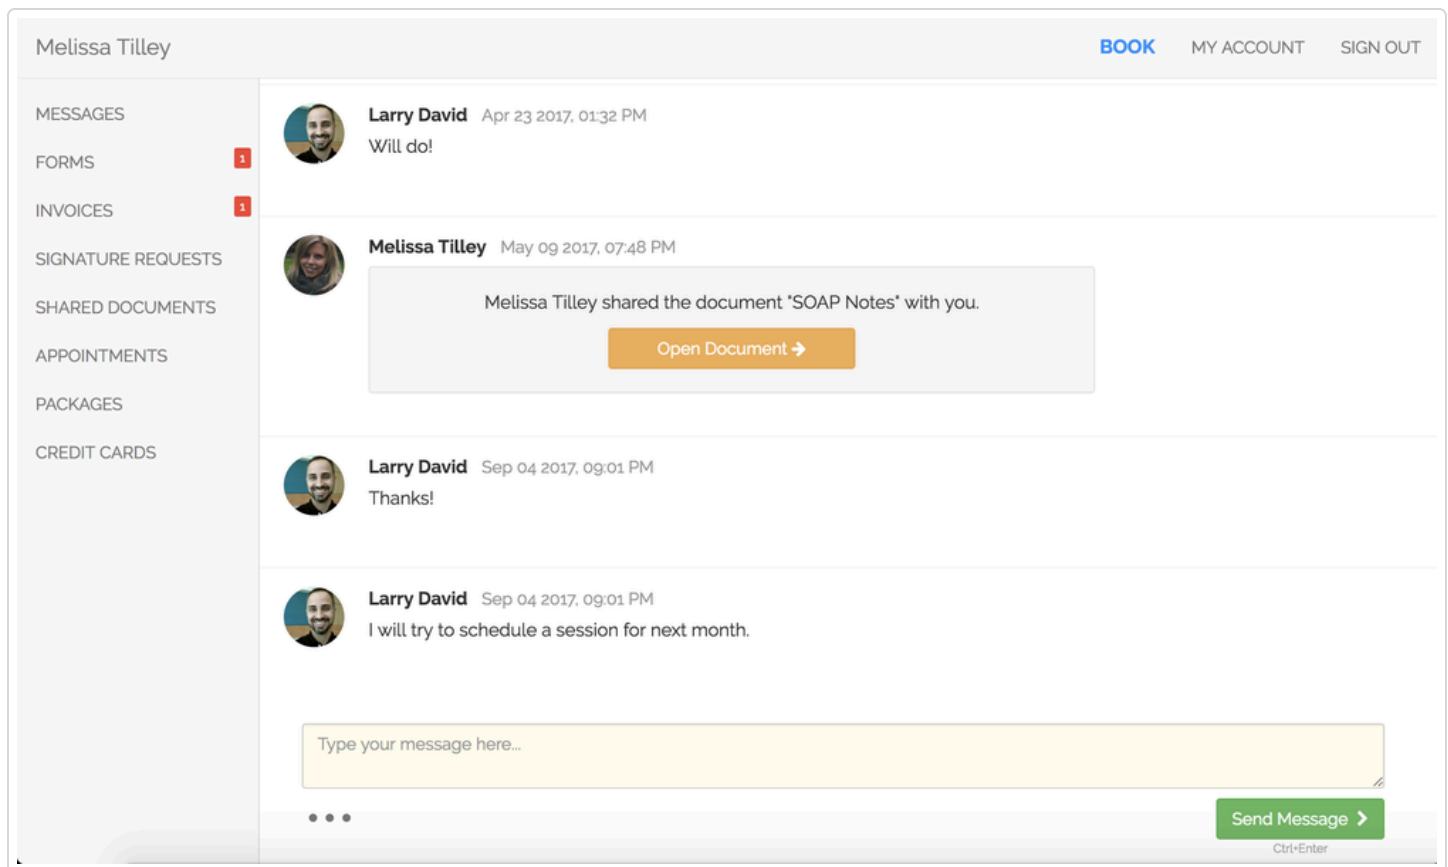 Melissa Tilley
BOOK
MY ACCOUNT
SIGN OUT
MESSAGES
FORMS
1
INVOICES
1
SIGNATURE REQUESTS
SHARED DOCUMENTS
APPOINTMENTS
PACKAGES
CREDIT CARDS
Larry David Apr 23 2017, 01:32 PM
Will do!
Melissa Tilley May 09 2017, 07:48 PM
Melissa Tilley shared the document "SOAP Notes" with you.
Open Document
Larry David Sep 04 2017, 09:01 PM
Thanks!
Larry David Sep 04 2017, 09:01 PM
I will try to schedule a session for next month.
Type your message here...
Send Message
Ctrl+Enter